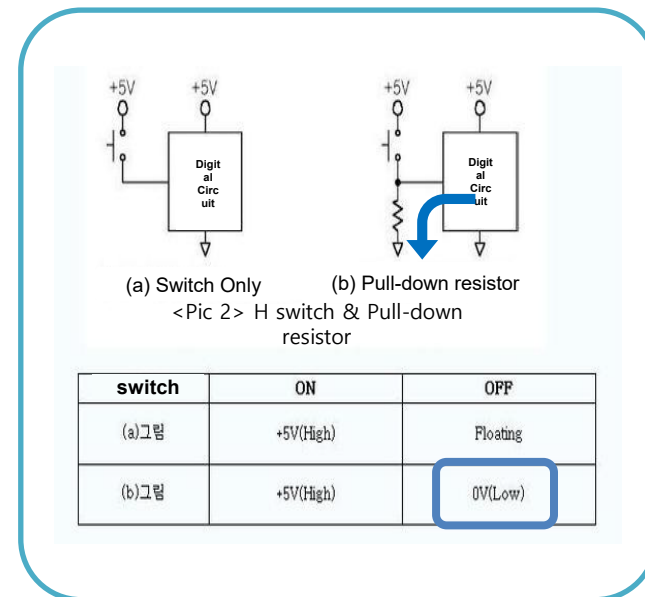 +5V +5V +5V +5V
Digit
al
Circ
uit
Digit
al
Circ
uit
(a) Switch Only (b) Pull-down resistor
<Pic 2> H switch & Pull-down
resistor
switch ON OFF
(a)그림 +5V(High) Floating
(b)그림 +5V(High) 0V(Low)